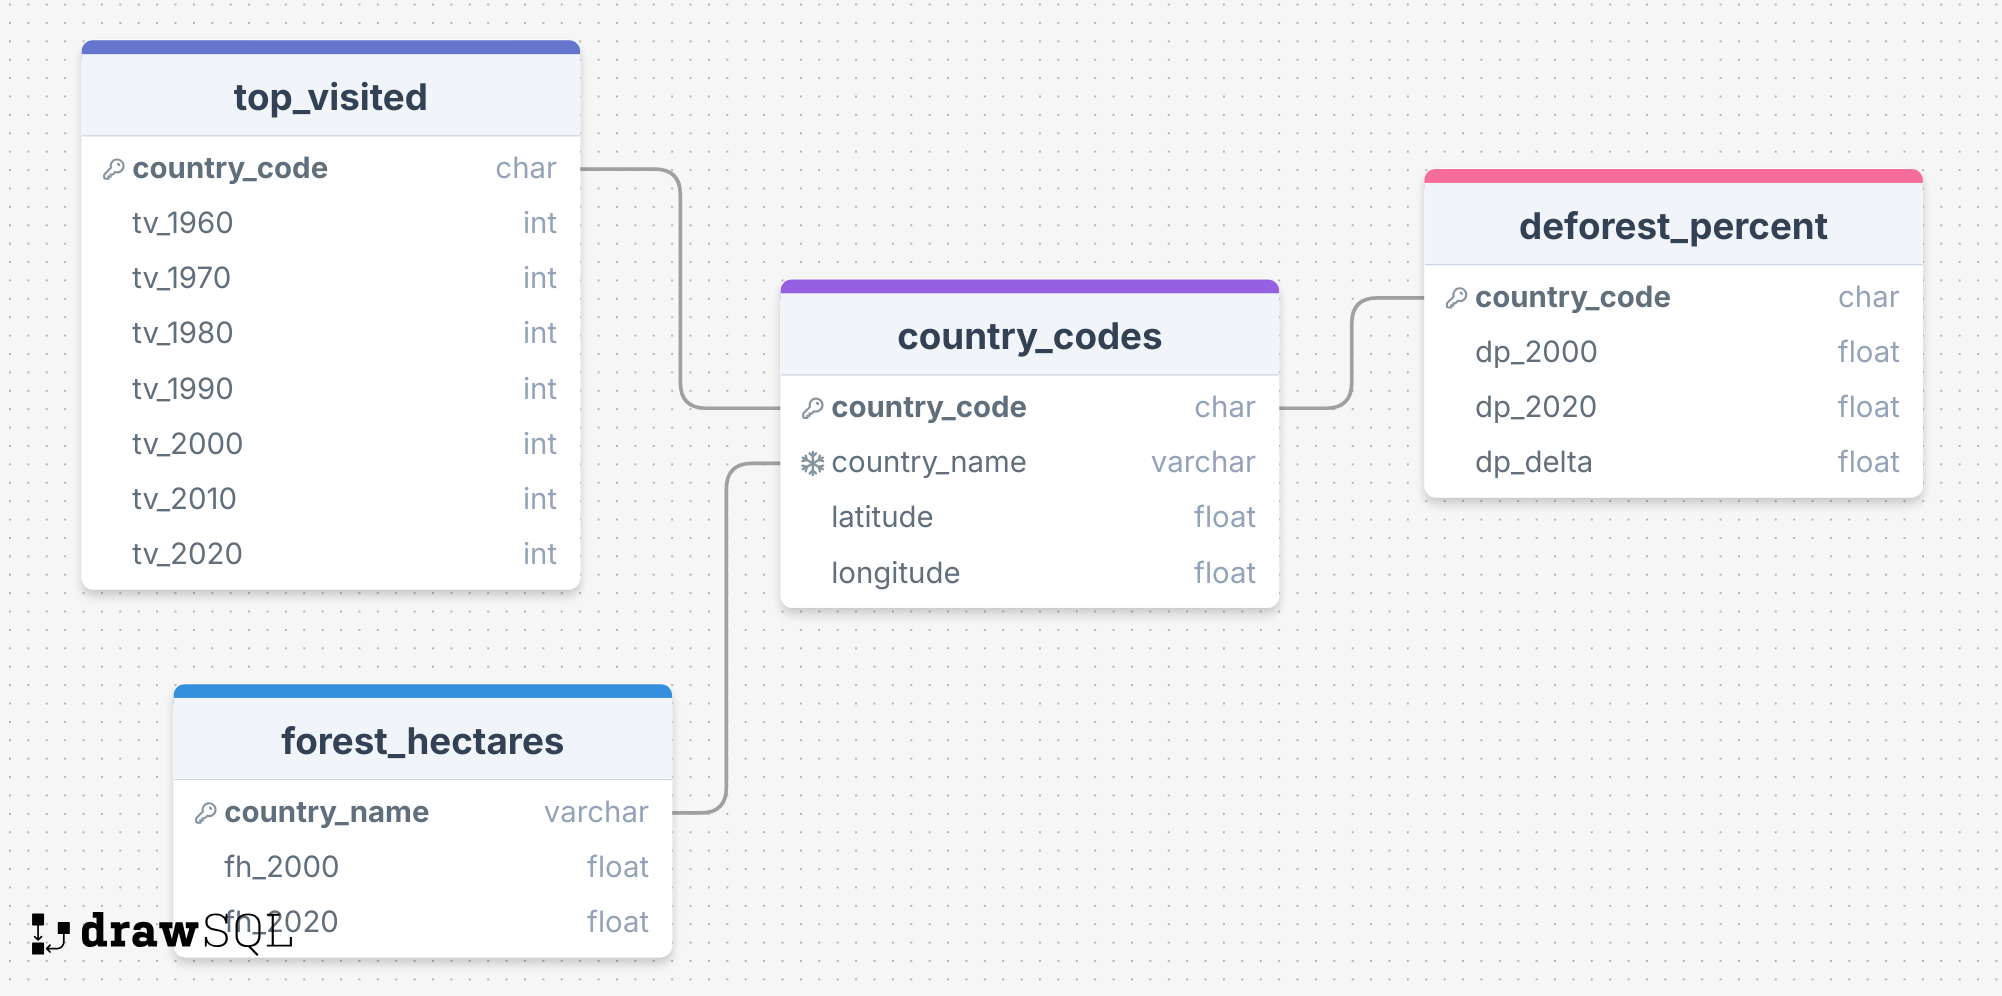 top_visited
country_code char
tv_1960 int
tv_1970 int
tv_1980 int
tv_1990 int
tv_2000 int
tv_2010 int
tv_2020 int
country_codes
country_code char
country_name varchar
latitude float
longitude float
deforest_percent
country_code char
dp_2000 float
dp_2020 float
dp_delta float
forest_hectares
country_name varchar
fh_2000 float
fh_2020 float
drawSQL